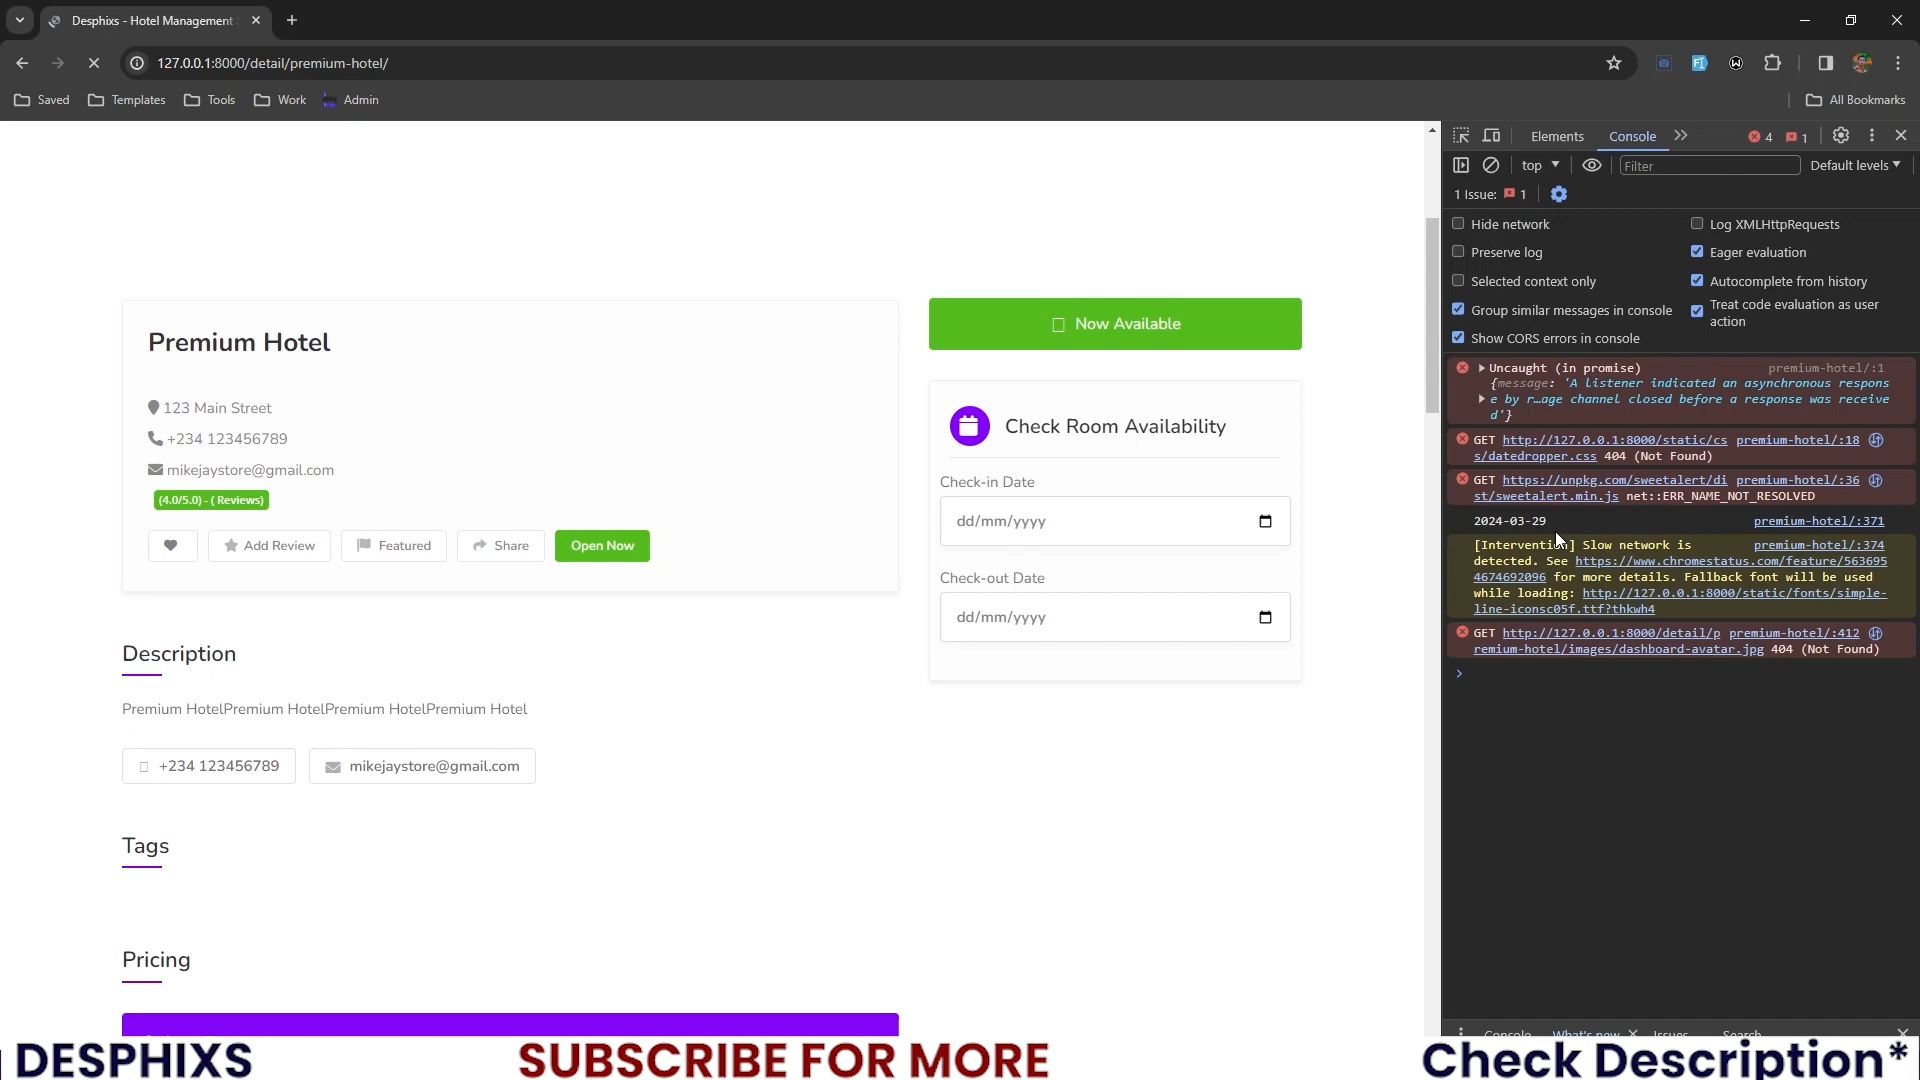 Desphixs - Hotel Management
127.0.0.1:8000/detail/premium-hotel/
Saved
Templates
Tools
Work
Admin
All Bookmarks
Elements
Console
4
1
top
Filter
Default levels
1 Issue:
1
Hide network
Log XMLHttpRequests
Preserve log
Eager evaluation
Selected context only
Autocomplete from history
Group similar messages in console
Treat code evaluation as user
action
Show CORS errors in console
Uncaught (in promise) premium-hotel/:1
{message: 'A listener indicated an asynchronous respons
e by r…age channel closed before a response was receive
d'}
GET http://127.0.0.1:8000/static/cs premium-hotel/:18
s/datedropper.css 404 (Not Found)
GET https://unpkg.com/sweetalert/di premium-hotel/:36
st/sweetalert.min.js net::ERR_NAME_NOT_RESOLVED
2024-03-29 premium-hotel/:371
[Intervention] Slow network is premium-hotel/:374
detected. See https://www.chromestatus.com/feature/563695
4674692096 for more details. Fallback font will be used
while loading: http://127.0.0.1:8000/static/fonts/simple-
line-iconsc05f.ttf?thkwh4
GET http://127.0.0.1:8000/detail/p premium-hotel/:412
remium-hotel/images/dashboard-avatar.jpg 404 (Not Found)
Console
What's new
Issues
Search
Premium Hotel
123 Main Street
+234 123456789
mikejaystore@gmail.com
(4.0/5.0) - ( Reviews)
Add Review
Featured
Share
Open Now
Now Available
Check Room Availability
Check-in Date
dd/mm/yyyy
Check-out Date
dd/mm/yyyy
Description
Premium HotelPremium HotelPremium HotelPremium Hotel
+234 123456789
mikejaystore@gmail.com
Tags
Pricing
DESPHIXS
SUBSCRIBE FOR MORE
Check Description*